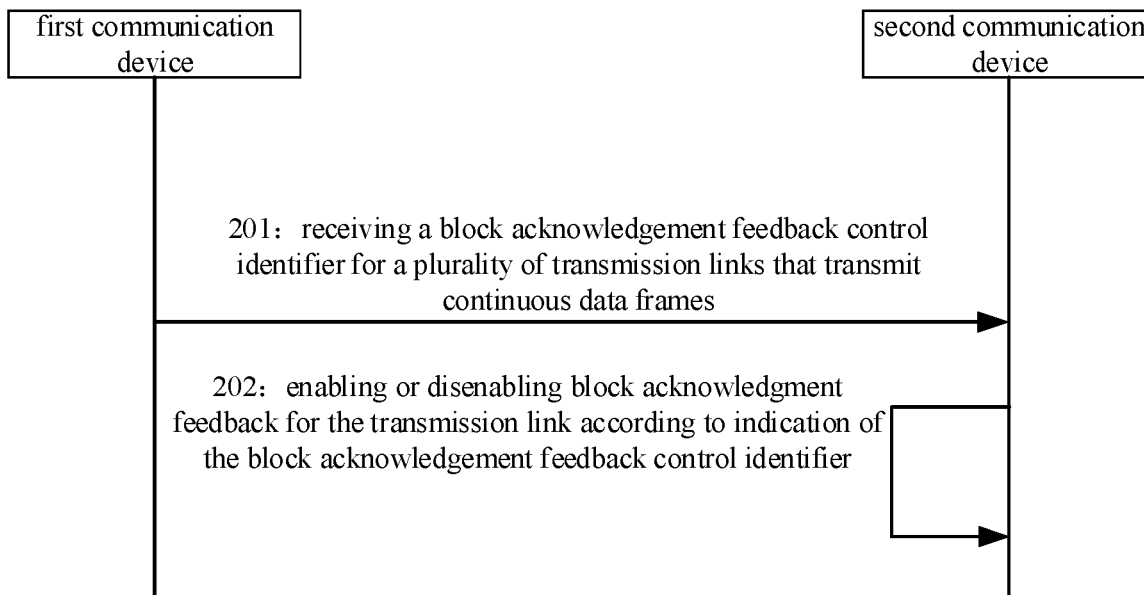 first communication
device
second communication
device
201：receiving a block acknowledgement feedback control
identifier for a plurality of transmission links that transmit
continuous data frames
202：enabling or disenabling block acknowledgment
feedback for the transmission link according to indication of
the block acknowledgement feedback control identifier